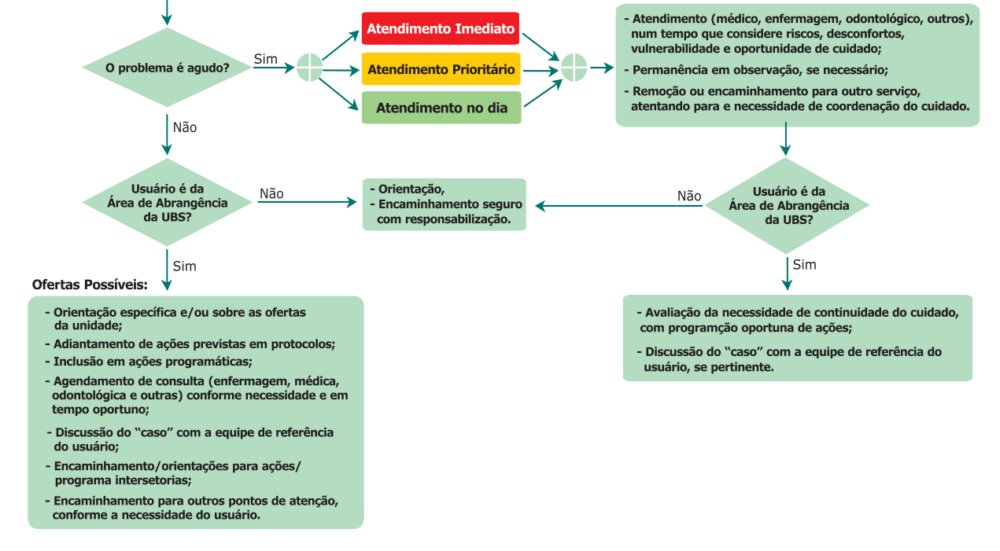 O problema é agudo?
Sim
Atendimento Imediato
Atendimento Prioritário
Atendimento no dia
- Atendimento (médico, enfermagem, odontológico, outros),
num tempo que considere riscos, desconfortos,
vulnerabilidade e oportunidade de cuidado;
- Permanência em observação, se necessário;
- Remoção ou encaminhamento para outro serviço,
atentando para e necessidade de coordenação do cuidado.
Não
Usuário é da
Área de Abrangência
da UBS?
Não
- Orientação,
- Encaminhamento seguro
com responsabilização.
Não
Usuário é da
Área de Abrangência
da UBS?
Sim
Sim
Ofertas Possíveis:
- Orientação específica e/ou sobre as ofertas
da unidade;
- Adiantamento de ações previstas em protocolos;
- Inclusão em ações programáticas;
- Agendamento de consulta (enfermagem, médica,
odontológica e outras) conforme necessidade e em
tempo oportuno;
- Discussão do “caso” com a equipe de referência
do usuário;
- Encaminhamento/orientações para ações/
programa intersetorias;
- Encaminhamento para outros pontos de atenção,
conforme a necessidade do usuário.
- Avaliação da necessidade de continuidade do cuidado,
com programção oportuna de ações;
- Discussão do “caso” com a equipe de referência do
usuário, se pertinente.